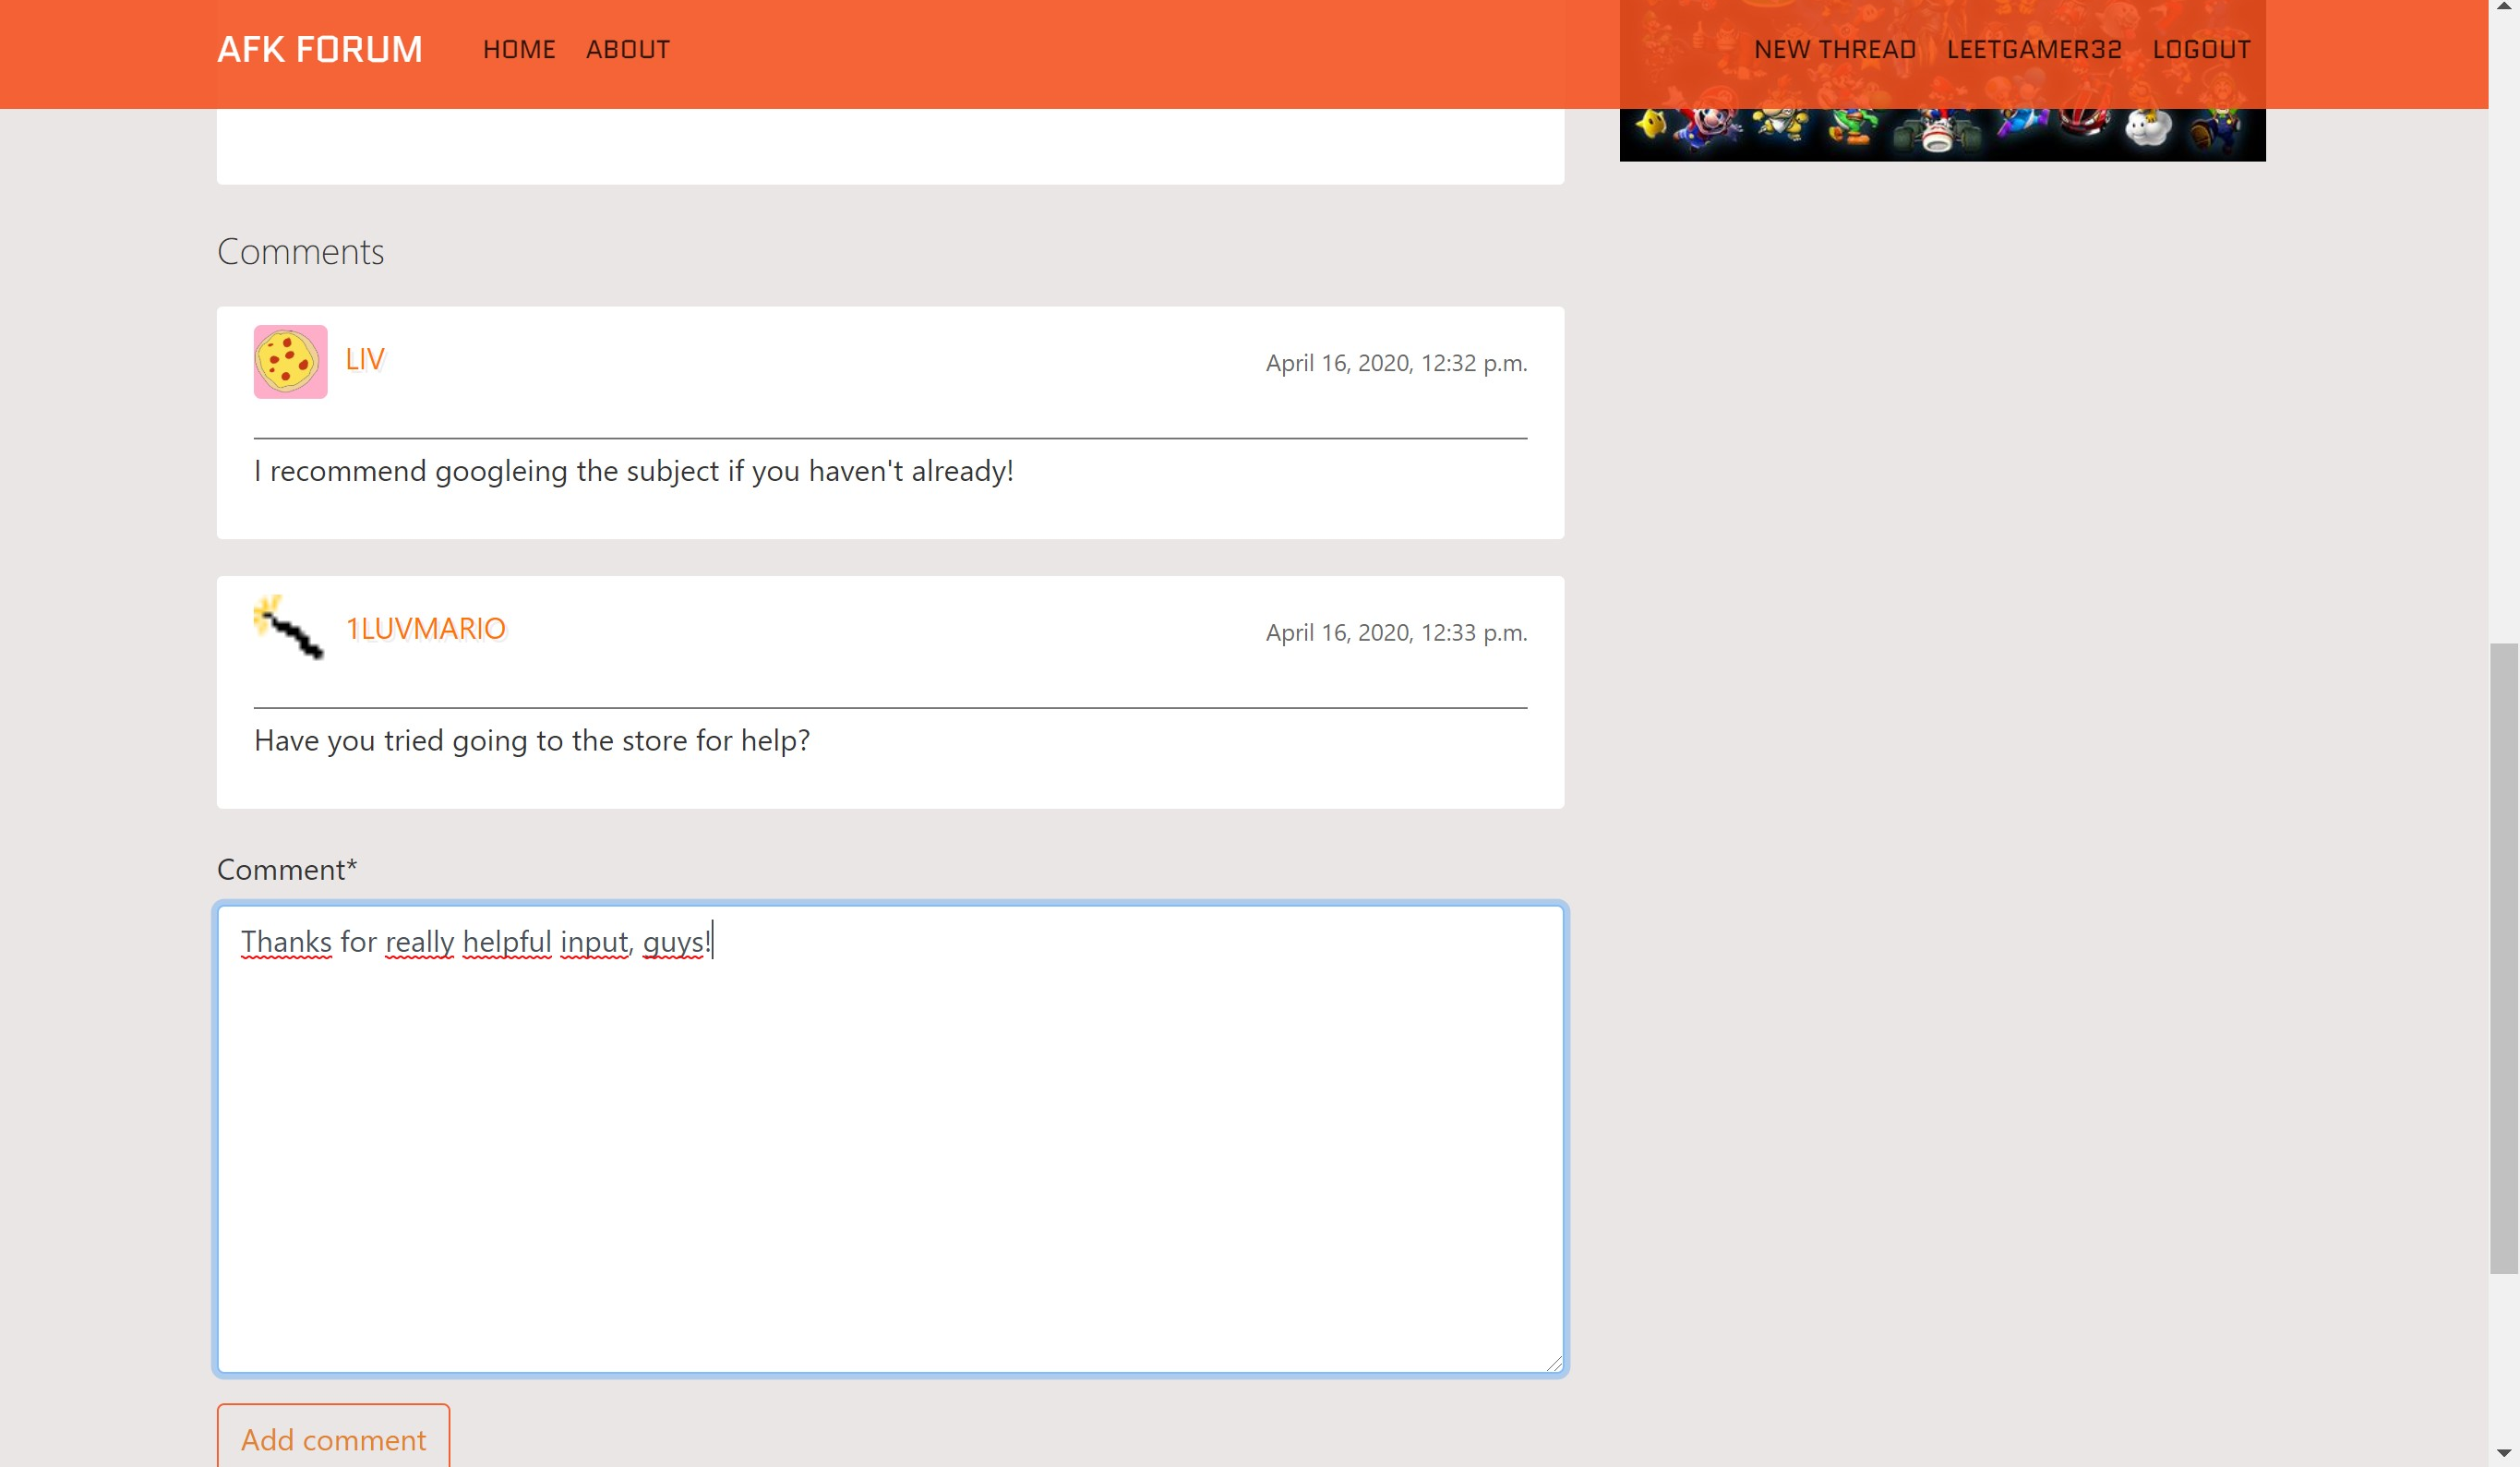 AFK FORUM HOME ABOUT NEW THREAD LEETGAMER32 LOGOUT
Comments
LIV April 16, 2020, 12:32 p.m.
I recommend googleing the subject if you haven't already!
1LUVMARIO April 16, 2020, 12:33 p.m.
Have you tried going to the store for help?
Comment*
Thanks for really helpful input, guys!
Add comment